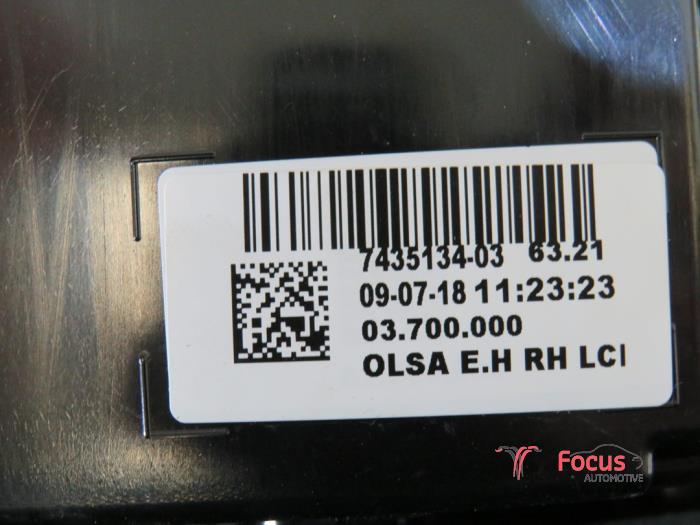 7435134-03 63.21
09-07-18 11:23:23
03.700.000
OLSA E.H RH LCI
Focus
AUTOMOTIVE